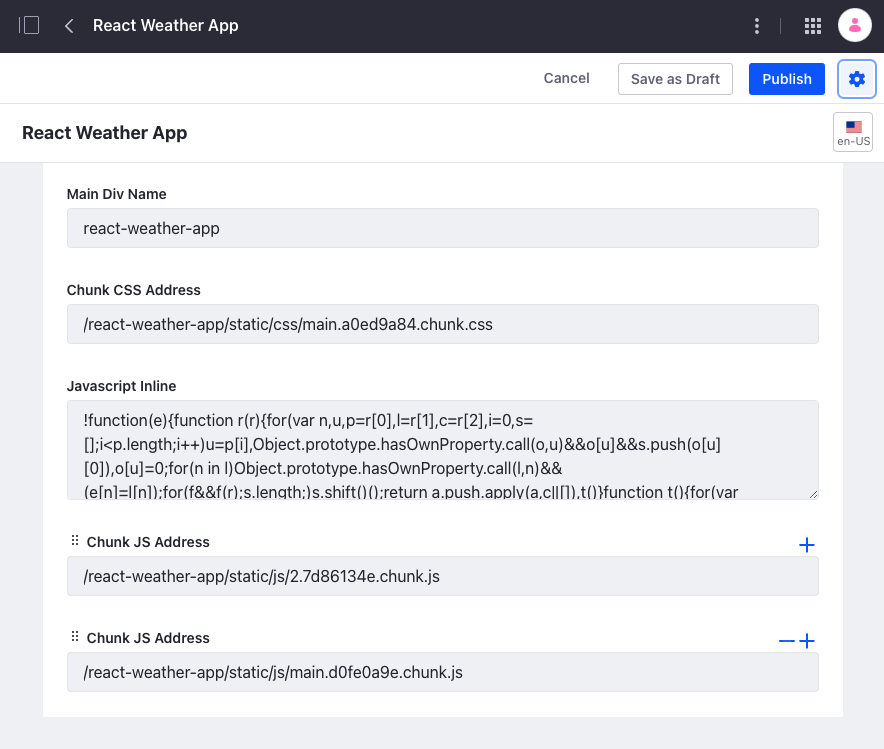 React Weather App
Cancel
Save as Draft
Publish
React Weather App
en-US
Main Div Name
react-weather-app
Chunk CSS Address
/react-weather-app/static/css/main.a0ed9a84.chunk.css
Javascript Inline
!function(e){function r(r){for(var n,u,p=r[0],l=r[1],c=r[2],i=0,s=
[];i<p.length;i++)u=p[i],Object.prototype.hasOwnProperty.call(o,u)&&o[u]&&s.push(o[u]
[0]),o[u]=0;for(n in l)Object.prototype.hasOwnProperty.call(l,n)&&
(e[n]=l[n]);for(f&&f(r);s.length;)s.shift()();return a.push.apply(a,c||[]),t()}function t(){for(var
Chunk JS Address
/react-weather-app/static/js/2.7d86134e.chunk.js
Chunk JS Address
/react-weather-app/static/js/main.d0fe0a9e.chunk.js